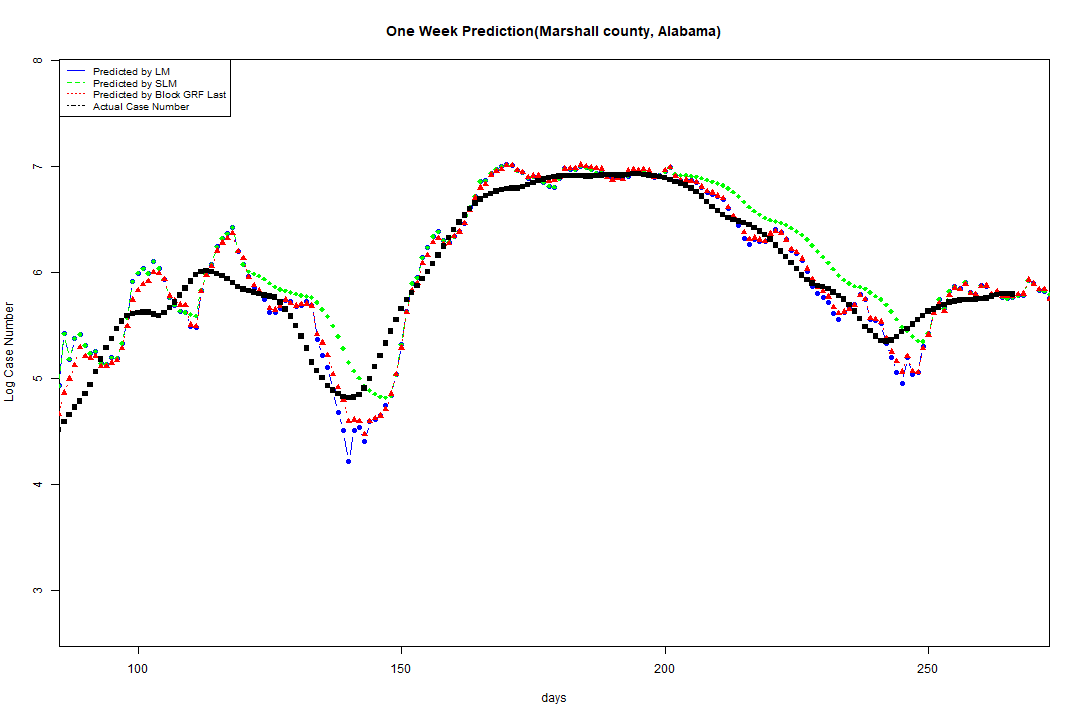 One Week Prediction(Marshall county, Alabama)
8
Predicted by LM
Predicted by SLM
Predicted by Block GRF Last
Actual Case Number
7
6
5
4
3
Log Case Number
100 150 200 250
days